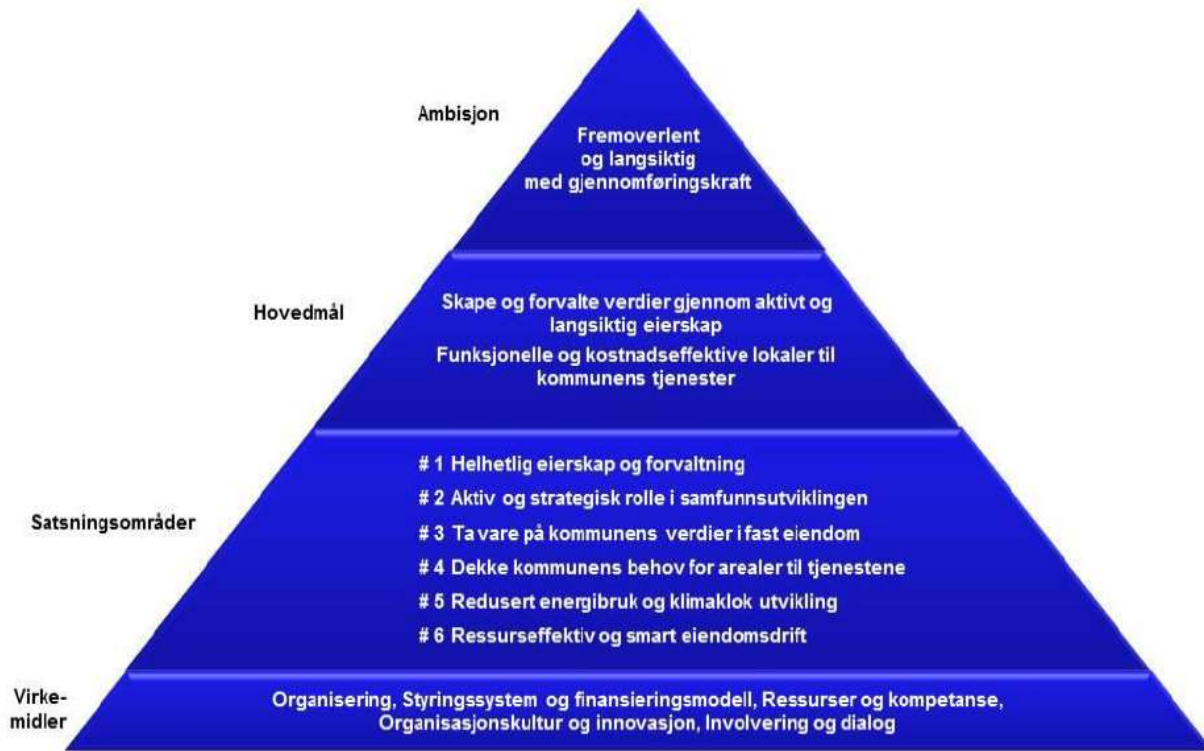 Ambisjon
Fremoverlent
og langsiktig
med gjennomføringskraft
Hovedmål
Skape og forvalte verdier gjennom aktivt og
langsiktig eierskap
Funksjonelle og kostnadseffektive lokaler til
kommunens tjenester
Satsningsområder
# 1 Helhetlig eierskap og forvaltning
# 2 Aktiv og strategisk rolle i samfunnsutviklingen
# 3 Ta vare på kommunens verdier i fast eiendom
# 4 Dekke kommunens behov for arealer til tjenestene
# 5 Redusert energibruk og klimaklok utvikling
# 6 Ressurseffektiv og smart eiendomsdrift
Virke-
midler
Organisering, Styringssystem og finansieringsmodell, Ressurser og kompetanse,
Organisasjonskultur og innovasjon, Involvering og dialog